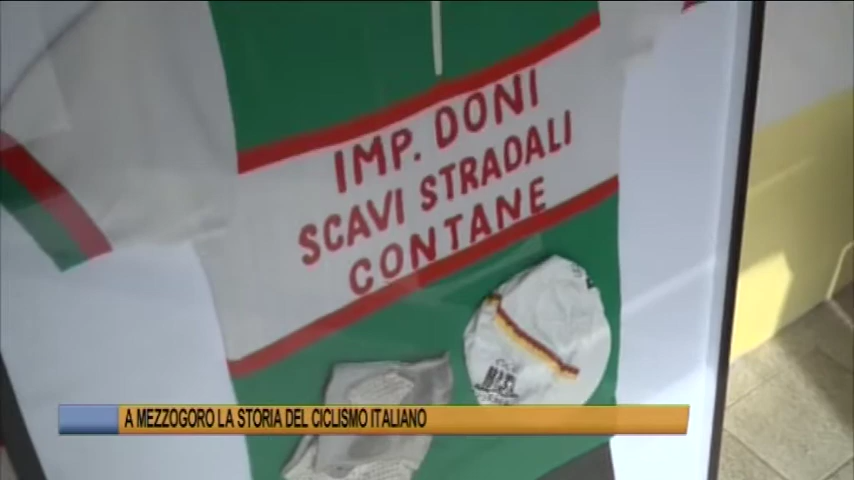 IMP. DONI
SCAVI STRADALI
CONTANE
A MEZZOGORO LA STORIA DEL CICLISMO ITALIANO